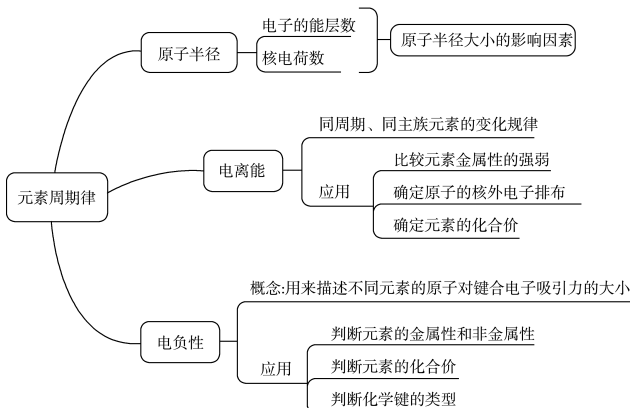 电子的能层数
原子半径
核电荷数
原子半径大小的影响因素
同周期、同主族元素的变化规律
电离能
比较元素金属性的强弱
应用
确定原子的核外电子排布
元素周期律
确定元素的化合价
概念:用来描述不同元素的原子对键合电子吸引力的大小
电负性
判断元素的金属性和非金属性
应用
判断元素的化合价
判断化学键的类型